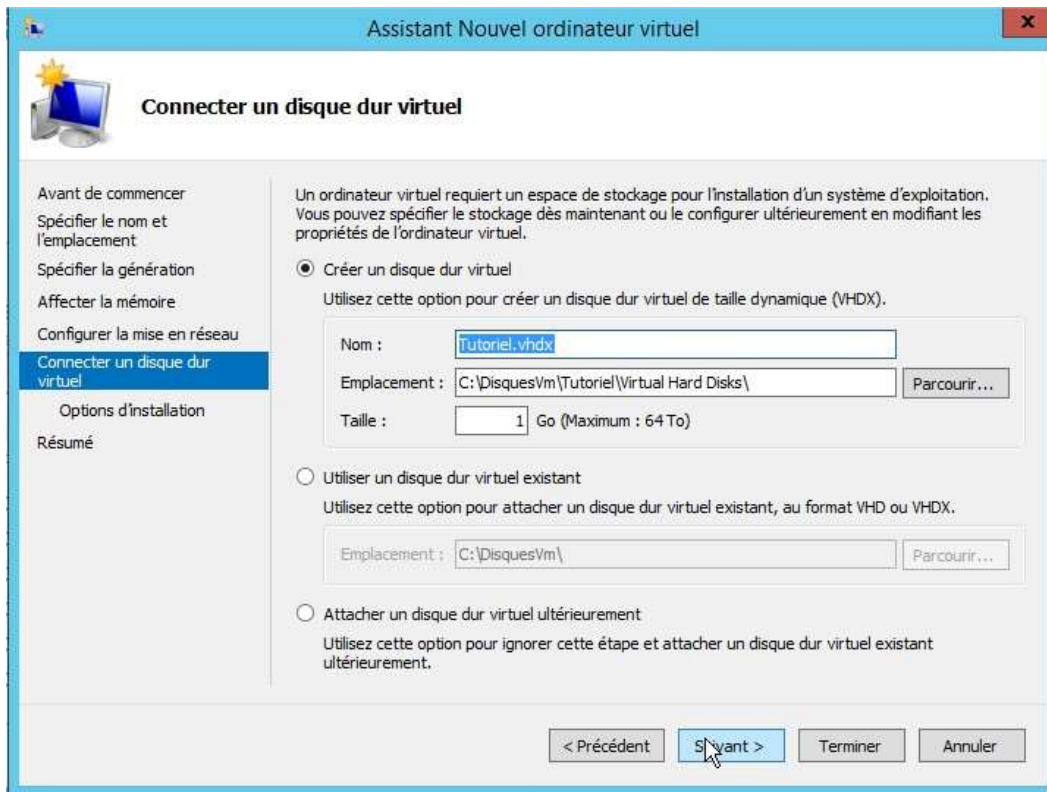 Assistant Nouvel ordinateur virtuel
x
Connecter un disque dur virtuel
Avant de commencer
Spécifier le nom et
l'emplacement
Spécifier la génération
Affecter la mémoire
Configurer la mise en réseau
Connecter un disque dur
virtuel
Options d'installation
Résumé
Un ordinateur virtuel requiert un espace de stockage pour l'installation d'un système d'exploitation.
Vous pouvez spécifier le stockage dès maintenant ou le configurer ultérieurement en modifiant les
propriétés de l'ordinateur virtuel.
Créer un disque dur virtuel
Utilisez cette option pour créer un disque dur virtuel de taille dynamique (VHDX).
Nom : Tutoriel.vhdx
Emplacement : C:\DisquesVm\Tutoriel\Virtual Hard Disks\ Parcourir...
Taille : 1 Go (Maximum : 64 To)
Utiliser un disque dur virtuel existant
Utilisez cette option pour attacher un disque dur virtuel existant, au format VHD ou VHDX.
Emplacement : C:\DisquesVm\ Parcourir...
Attacher un disque dur virtuel ultérieurement
Utilisez cette option pour ignorer cette étape et attacher un disque dur virtuel existant
ultérieurement.
< Précédent Suivant > Terminer Annuler